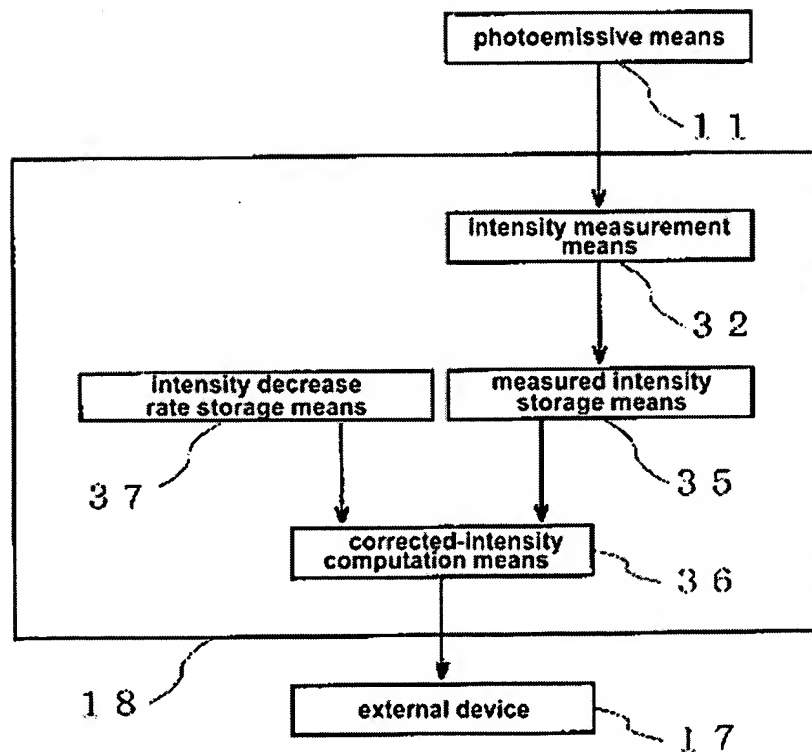 photoemissive means
11
intensity measurement
means
32
intensity decrease
rate storage means
measured intensity
storage means
37
35
corrected-intensity
computation means
36
18
external device
17